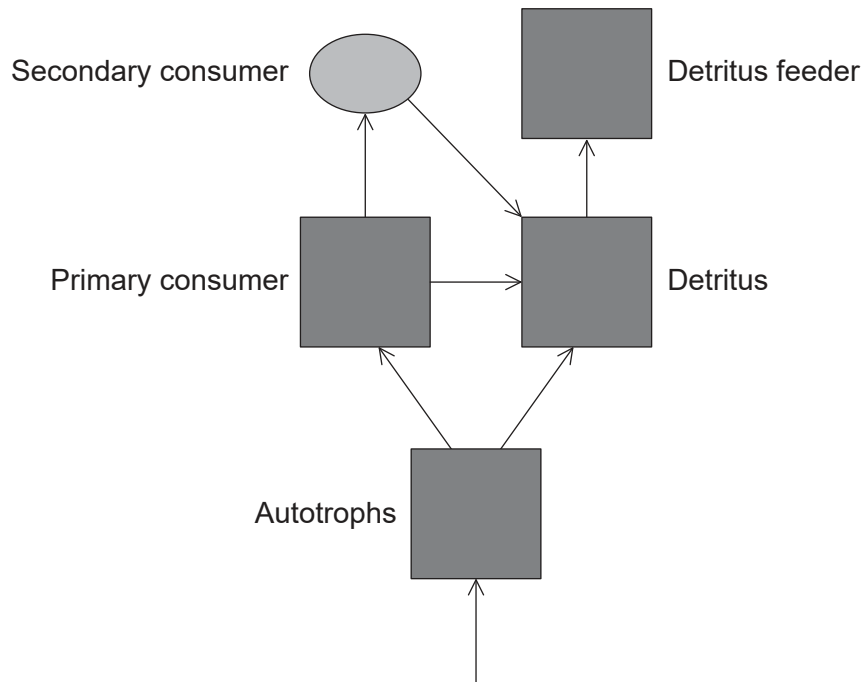 Secondary consumer
Detritus feeder
Primary consumer
Detritus
Autotrophs